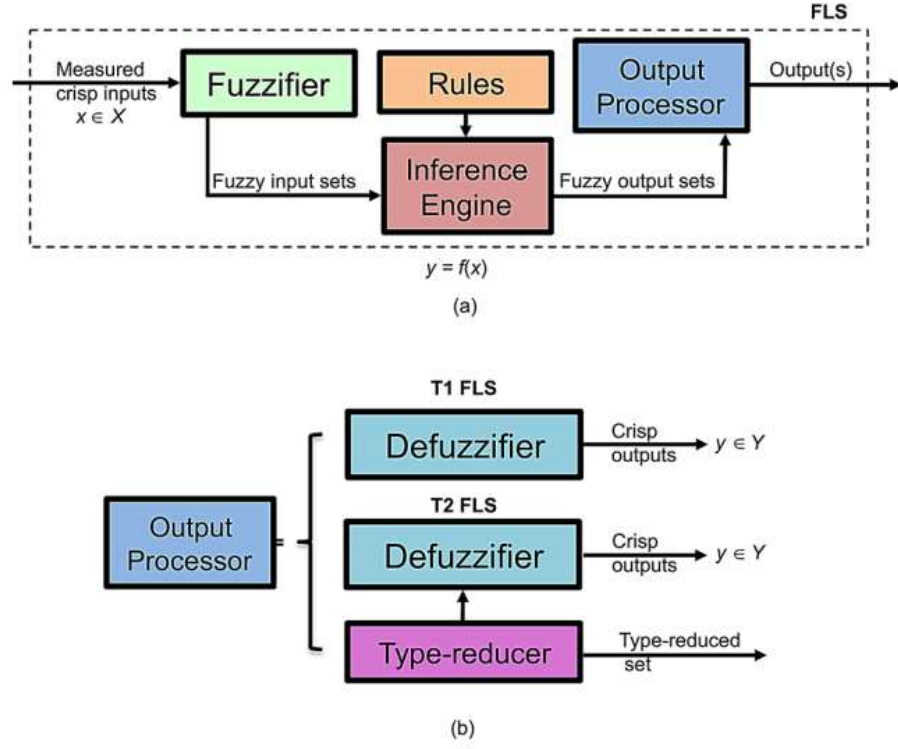 FLS
Measured
crisp inputs
x ∈ X
Fuzzifier
Rules
Output
Processor
Output(s)
Fuzzy input sets
Inference
Engine
Fuzzy output sets
y = f(x)
(a)
T1 FLS
Defuzzifier
Crisp
outputs
y ∈ Y
T2 FLS
Output
Processor
=
Defuzzifier
Crisp
outputs
y ∈ Y
Type-reducer
Type-reduced
set
(b)